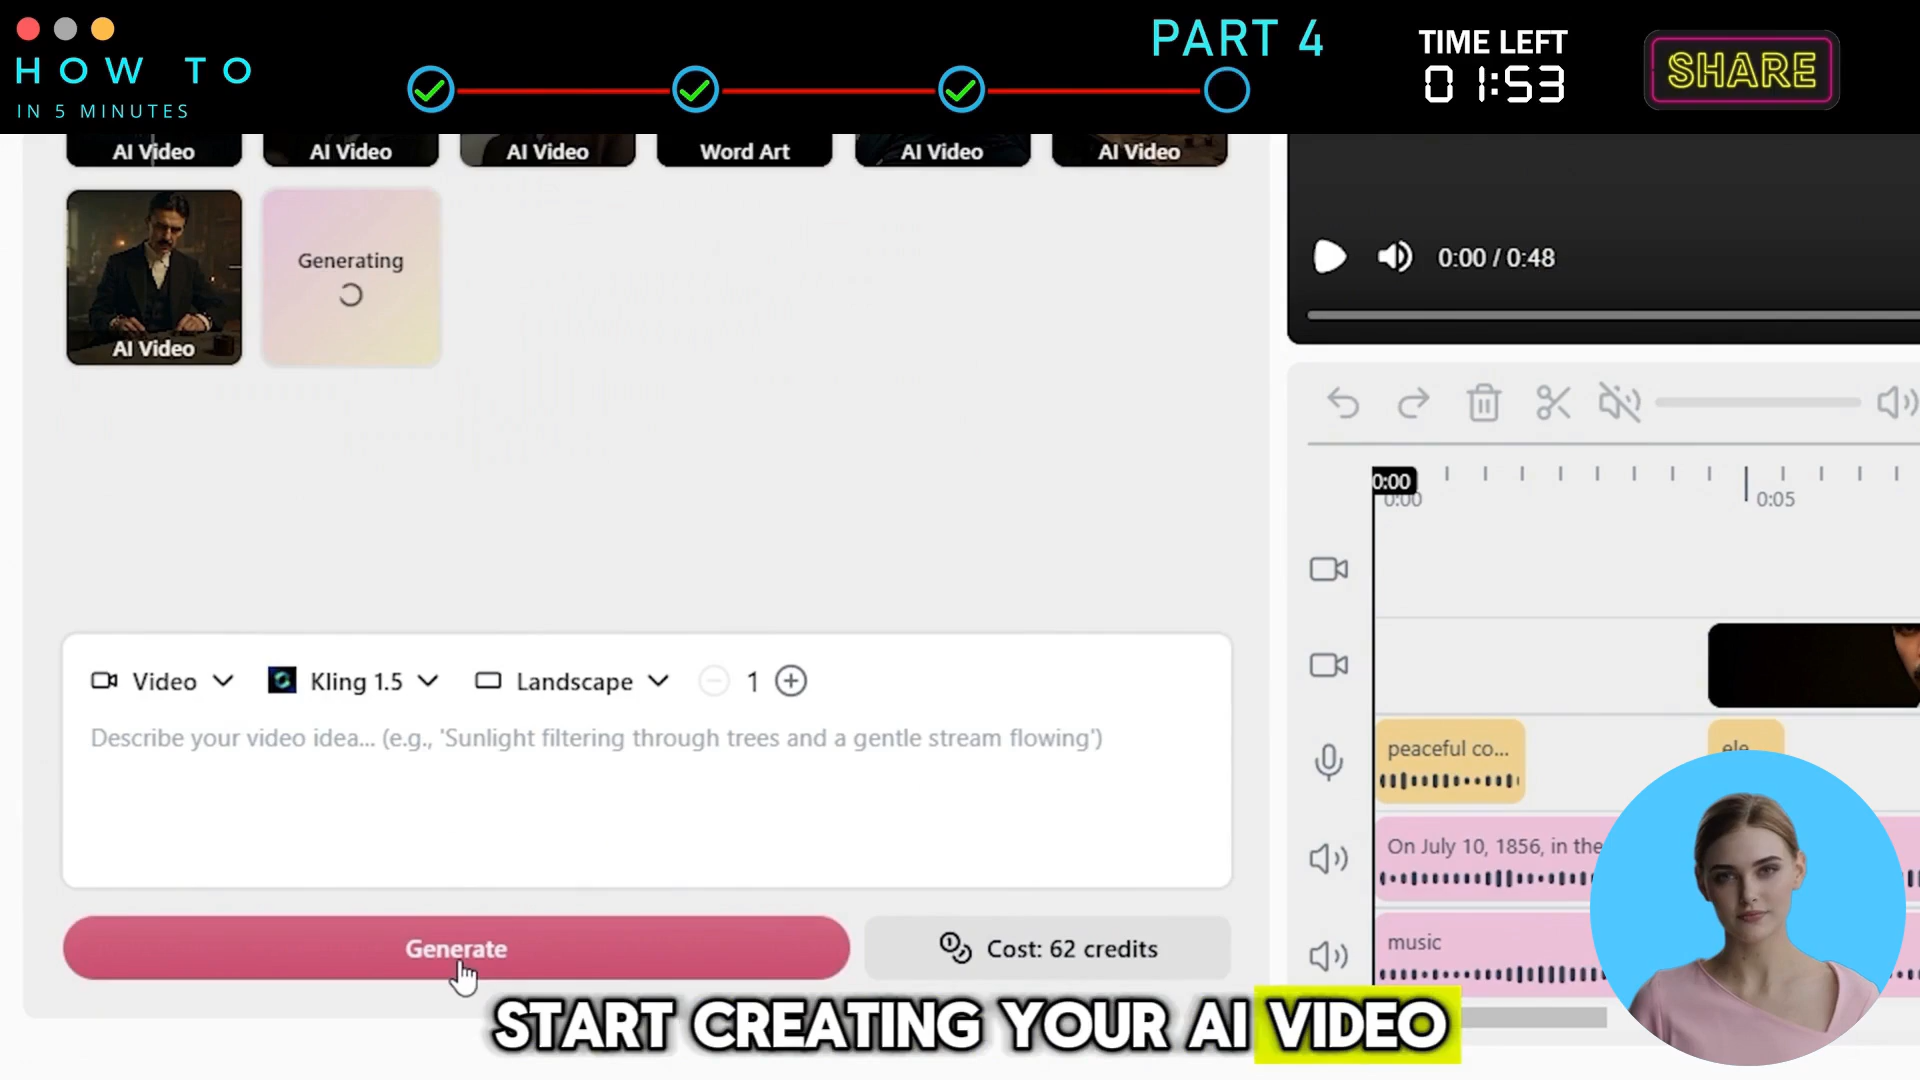 HOW TO
IN 5 MINUTES
PART 4
TIME LEFT
01:53
SHARE
AI Video
AI Video
AI Video
Word Art
AI Video
AI Video
AI Video
Generating
0:00 / 0:48
0:00
0:00
0:05
Video
Kling 1.5
Landscape
1
Describe your video idea... (e.g., 'Sunlight filtering through trees and a gentle stream flowing')
peaceful co...
ele
On July 10, 1856, in the
music
Generate
Cost: 62 credits
START CREATING YOUR AI VIDEO